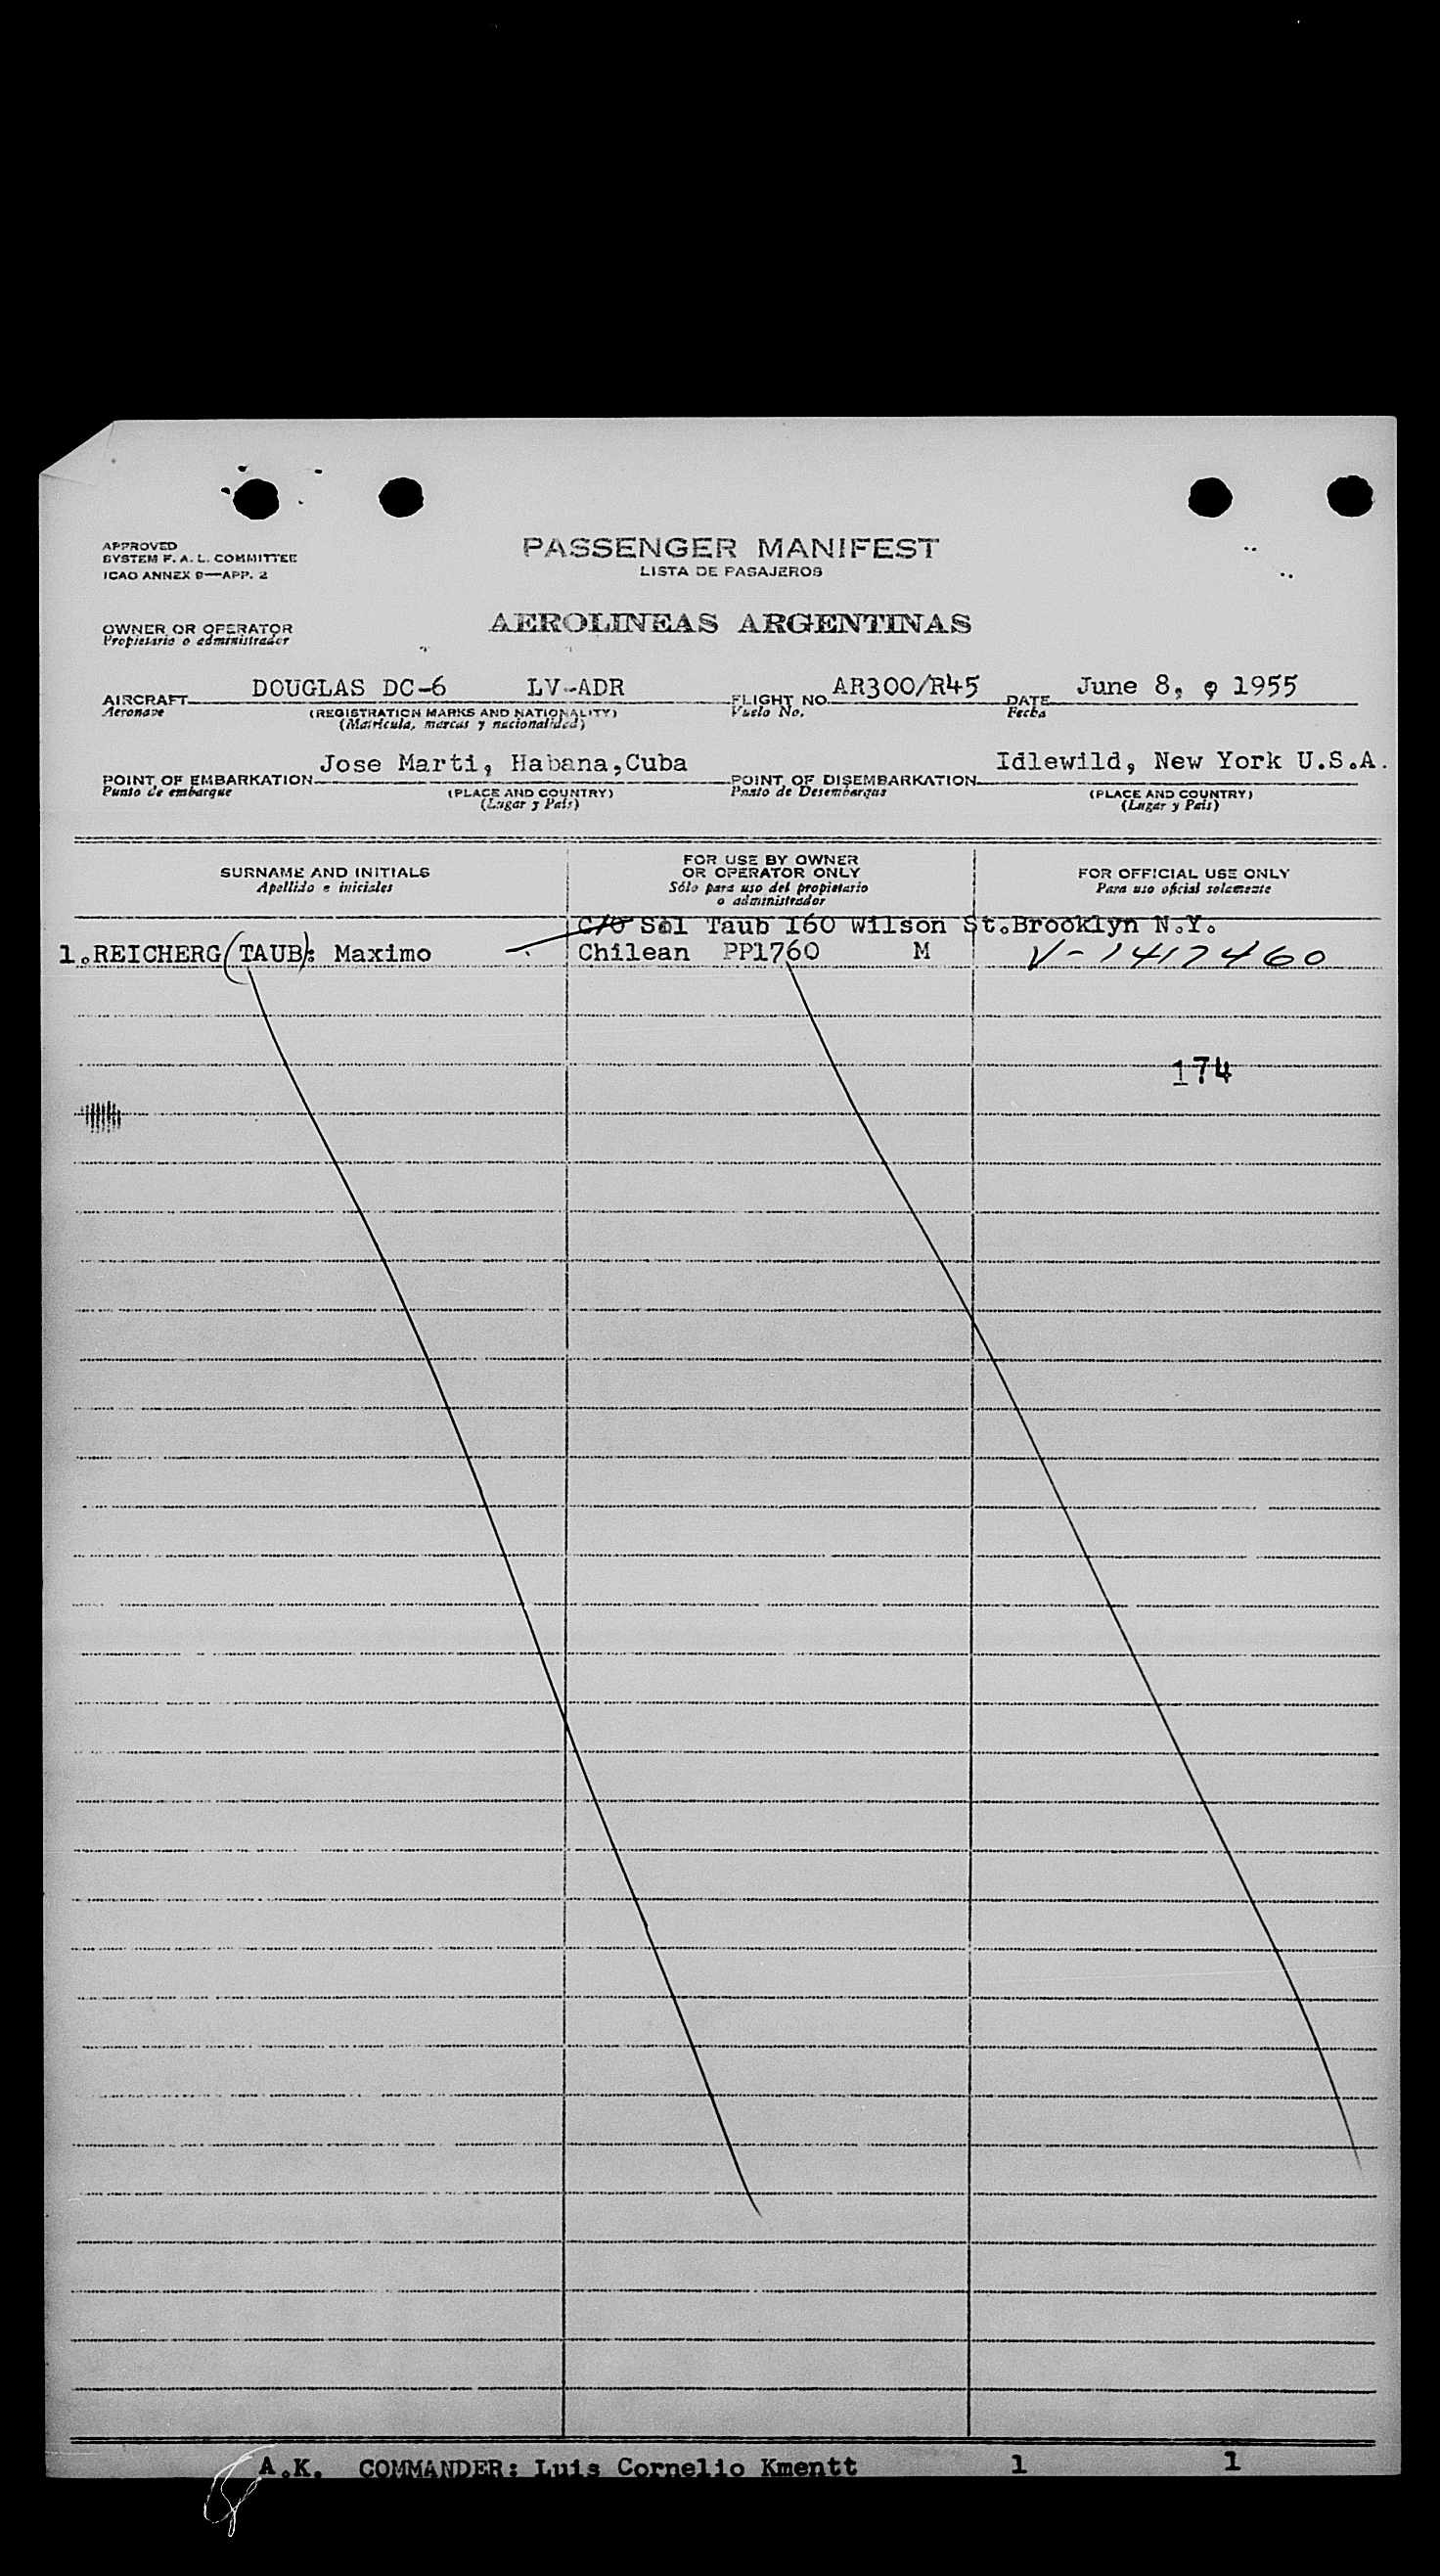 APPROVED
SYSTEM F. A. L. COMMITTEE
ICAO ANNEX 9—APP. 2
PASSENGER MANIFEST
LISTA DE PASAJEROS
OWNER OR OPERATOR
Propietario o administrador
AEROLINEAS ARGENTINAS
AIRCRAFT DOUGLAS DC-6 LV-ADR FLIGHT NO. AR300/R45 DATE June 8, 1955
Aeronave (REGISTRATION MARKS AND NATIONALITY) Vuelo No. Fecha
(Matricula, marcas y nacionalidad)
POINT OF EMBARKATION Jose Marti, Habana,Cuba POINT OF DISEMBARKATION Idlewild, New York U.S.A.
Punto de embarque (PLACE AND COUNTRY) Punto de Desembarque (PLACE AND COUNTRY)
(Lugar y País) (Lugar y País)
SURNAME AND INITIALS
Apellido e iniciales
FOR USE BY OWNER
OR OPERATOR ONLY
Sólo para uso del propietario
o administrador
FOR OFFICIAL USE ONLY
Para uso oficial solamente
C/O Sol Taub 160 Wilson St.Brooklyn N.Y.
1.REICHERG(TAUB): Maximo Chilean PP1760 M V-1417460
174
A.K. COMMANDER: Luis Cornelio Kmentt 1 1